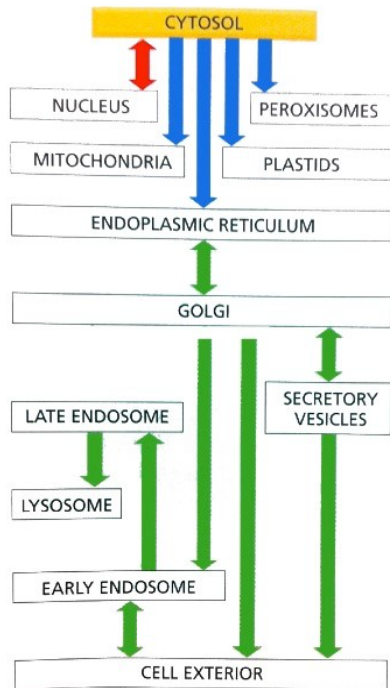 CYTOSOL
NUCLEUS
PEROXISOMES
MITOCHONDRIA
PLASTIDS
ENDOPLASMIC RETICULUM
GOLGI
LATE ENDOSOME
SECRETORY
VESICLES
LYSOSOME
EARLY ENDOSOME
CELL EXTERIOR